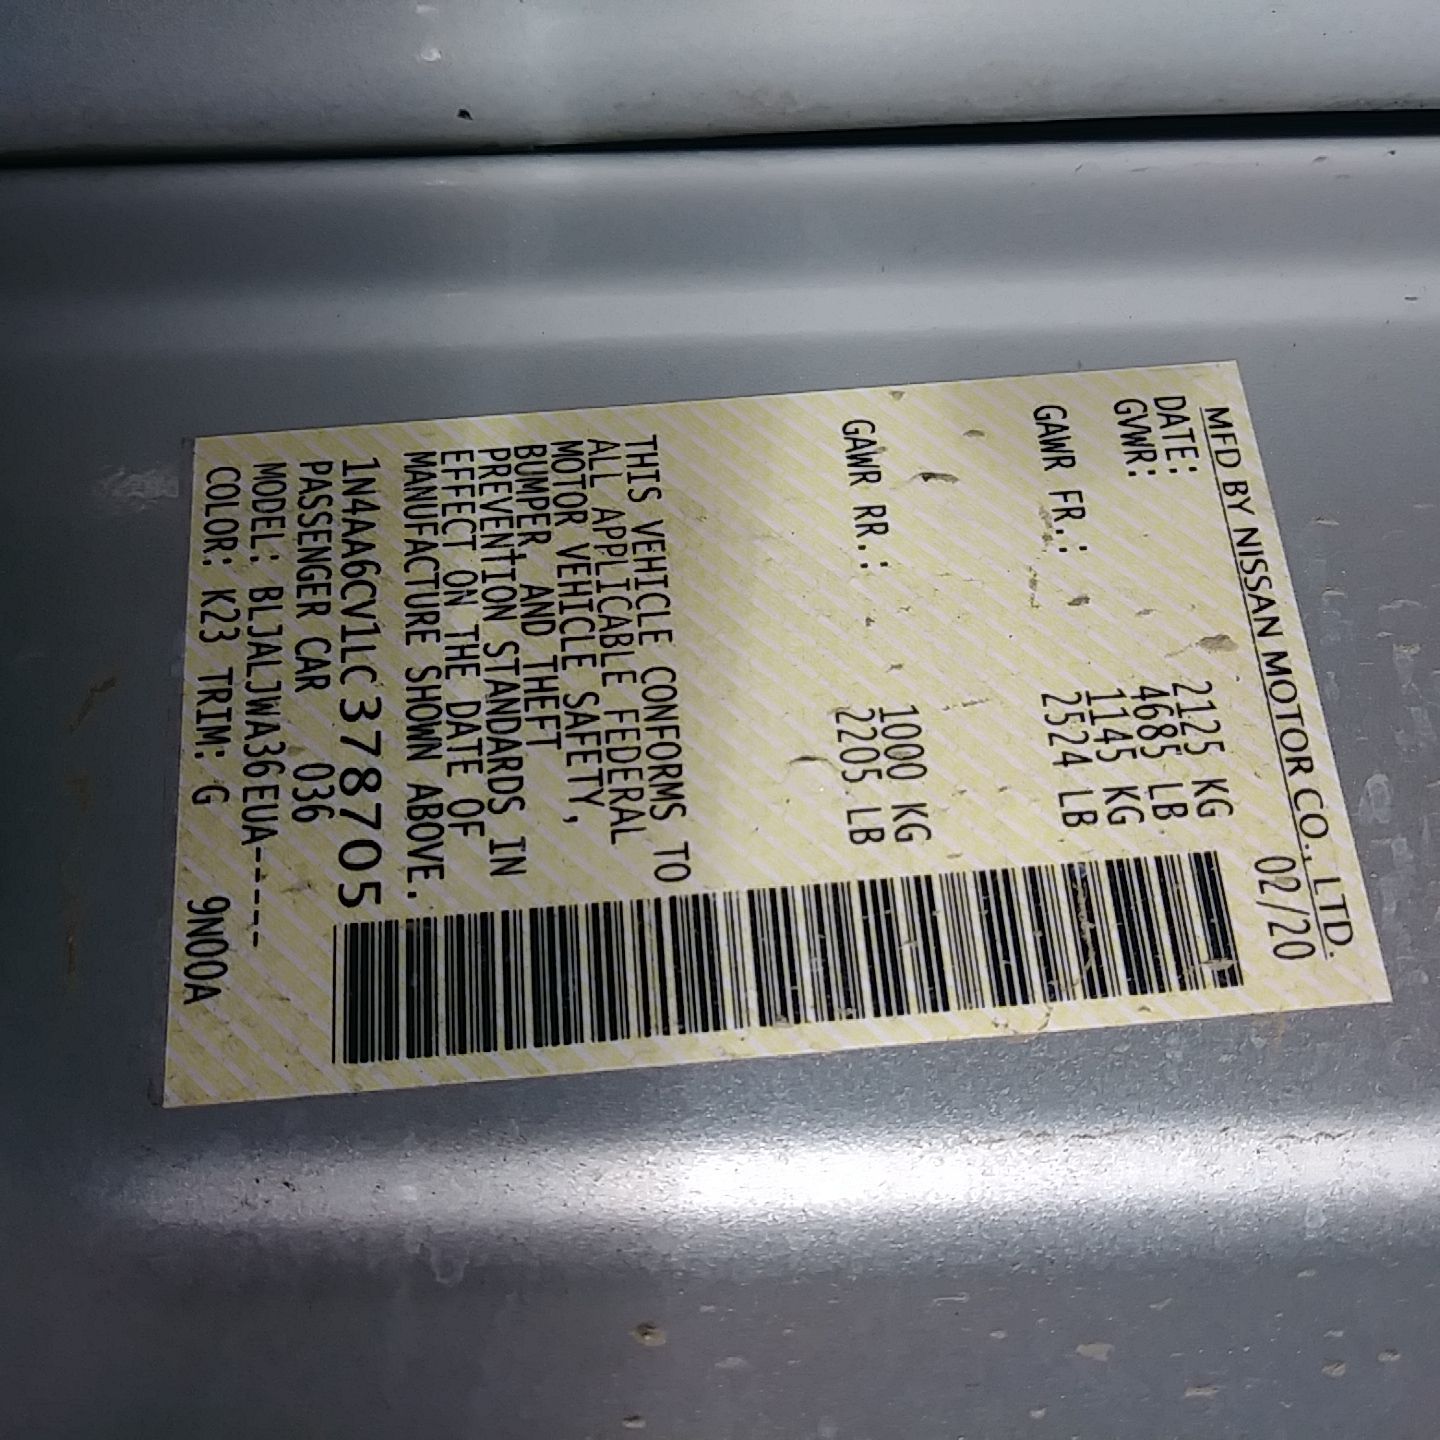 MFD BY NISSAN MOTOR CO., LTD.
DATE: 02/20
GVWR: 2125 KG
4685 LB
GAWR FR.: 1145 KG
2524 LB
GAWR RR.: 1000 KG
2205 LB
THIS VEHICLE CONFORMS TO
ALL APPLICABLE FEDERAL
MOTOR VEHICLE SAFETY,
BUMPER, AND THEFT
PREVENTION STANDARDS IN
EFFECT ON THE DATE OF
MANUFACTURE SHOWN ABOVE.
1N4AA6CV1LC378705
PASSENGER CAR 036
MODEL: BLJALJWA36EUA-----
COLOR: K23 TRIM: G 9N00A